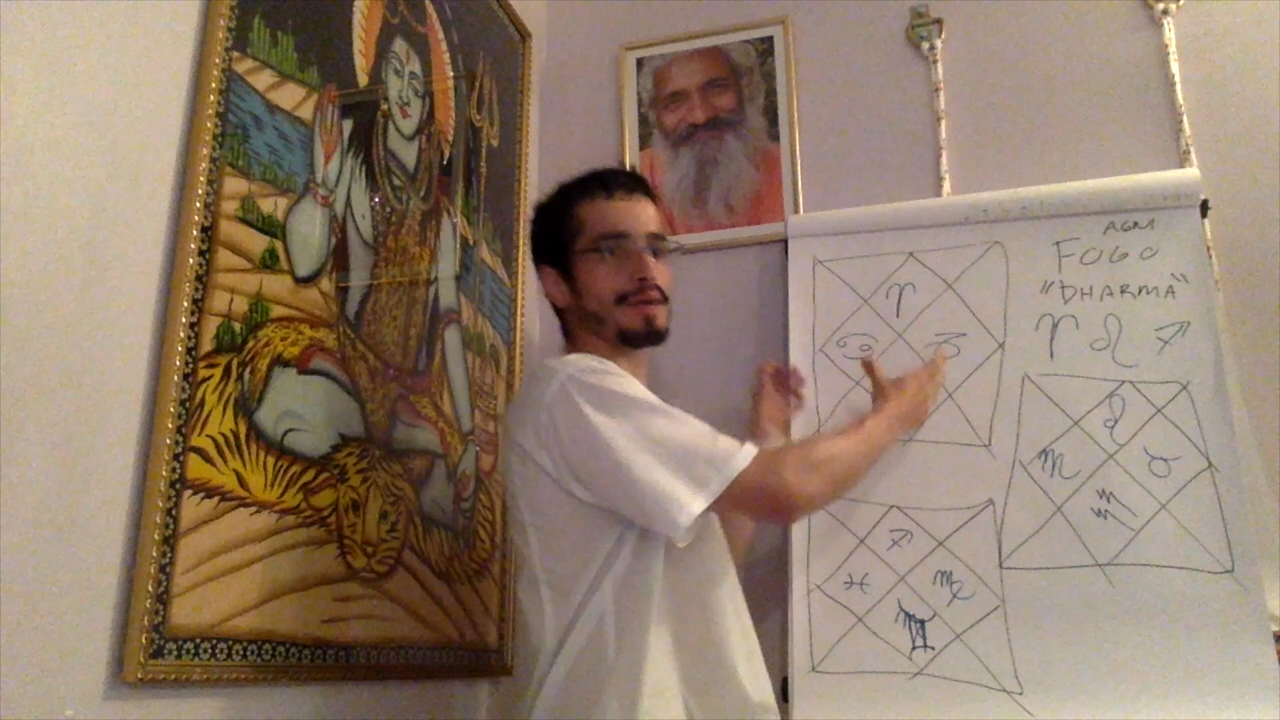 AGNI
FOGO
"DHARMA"
♈ ♌ ♐
♈
♋ ♑
♌
♏ ♉
♒
♐
♓ ♍
♊